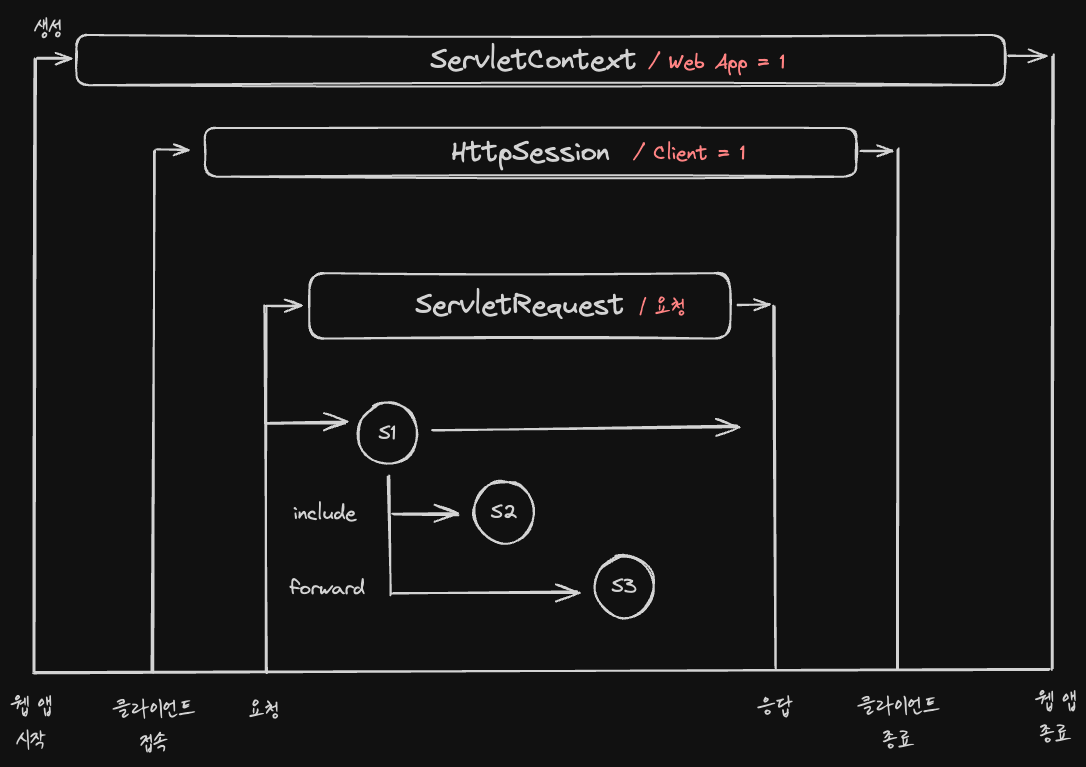 생성
ServletContext / Web App = 1
HttpSession / Client = 1
ServletRequest / 요청
S1
include
S2
forward
S3
웹 앱
시작
클라이언트
접속
요청
응답
클라이언트
종료
웹 앱
종료